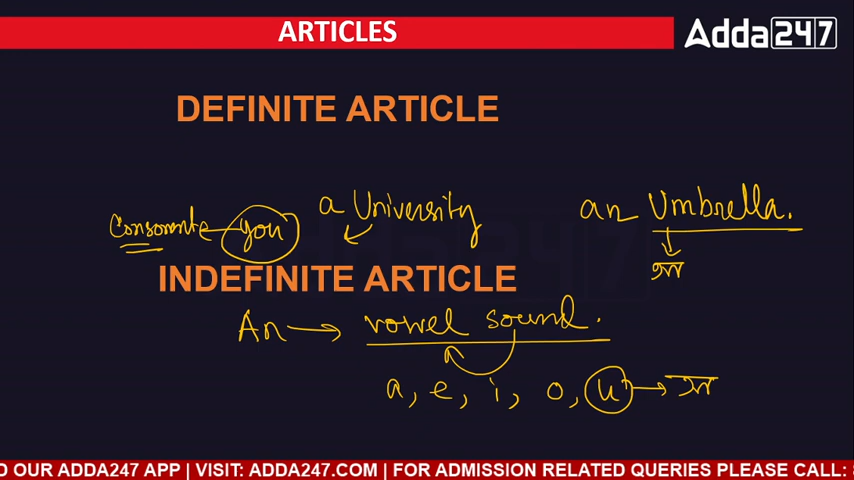 ARTICLES
Adda247
DEFINITE ARTICLE
a University
an Umbrella.
you
INDEFINITE ARTICLE
An → vowel sound.
a, e, i, o, u →
D OUR ADDA247 APP | VISIT: ADDA247.COM | FOR ADMISSION RELATED QUERIES PLEASE CALL: